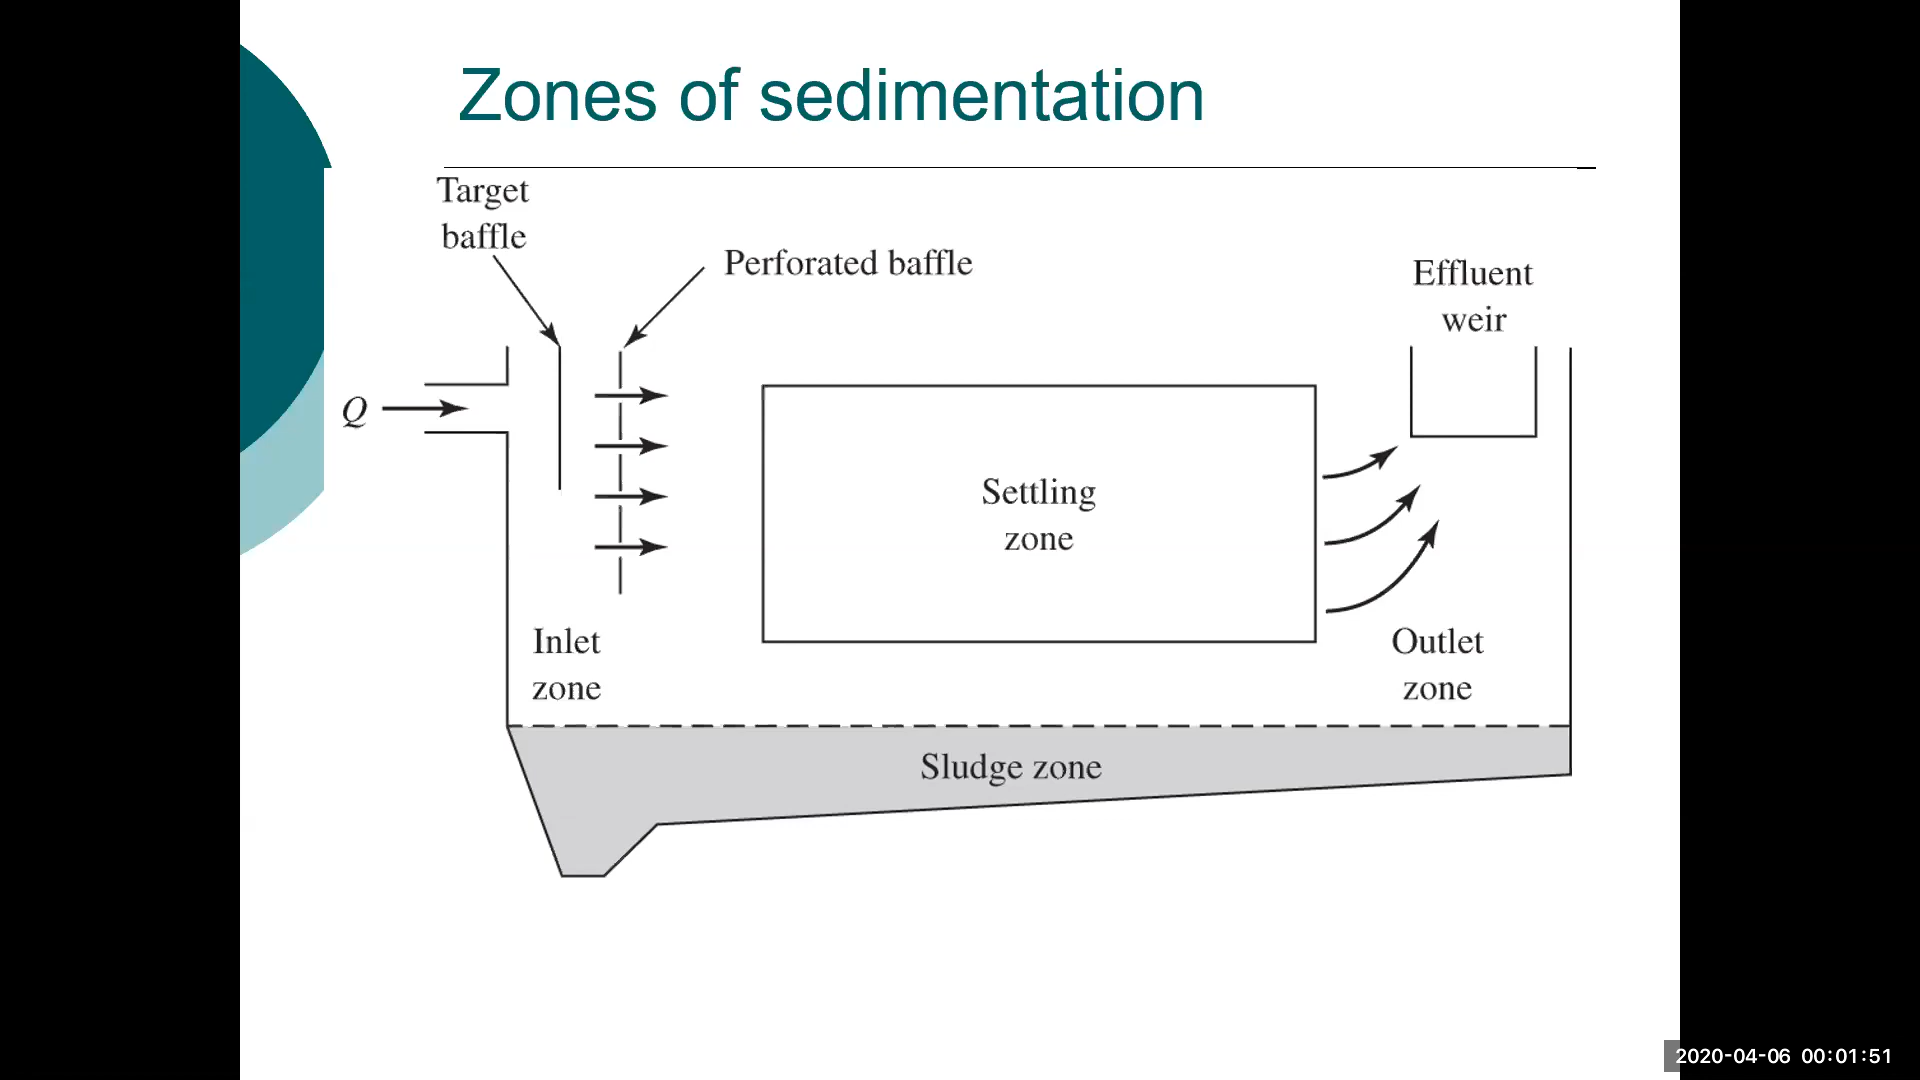 Zones of sedimentation
Target
baffle
Perforated baffle
Effluent
weir
Q
Settling
zone
Inlet
zone
Outlet
zone
Sludge zone
2020-04-06 00:01:51